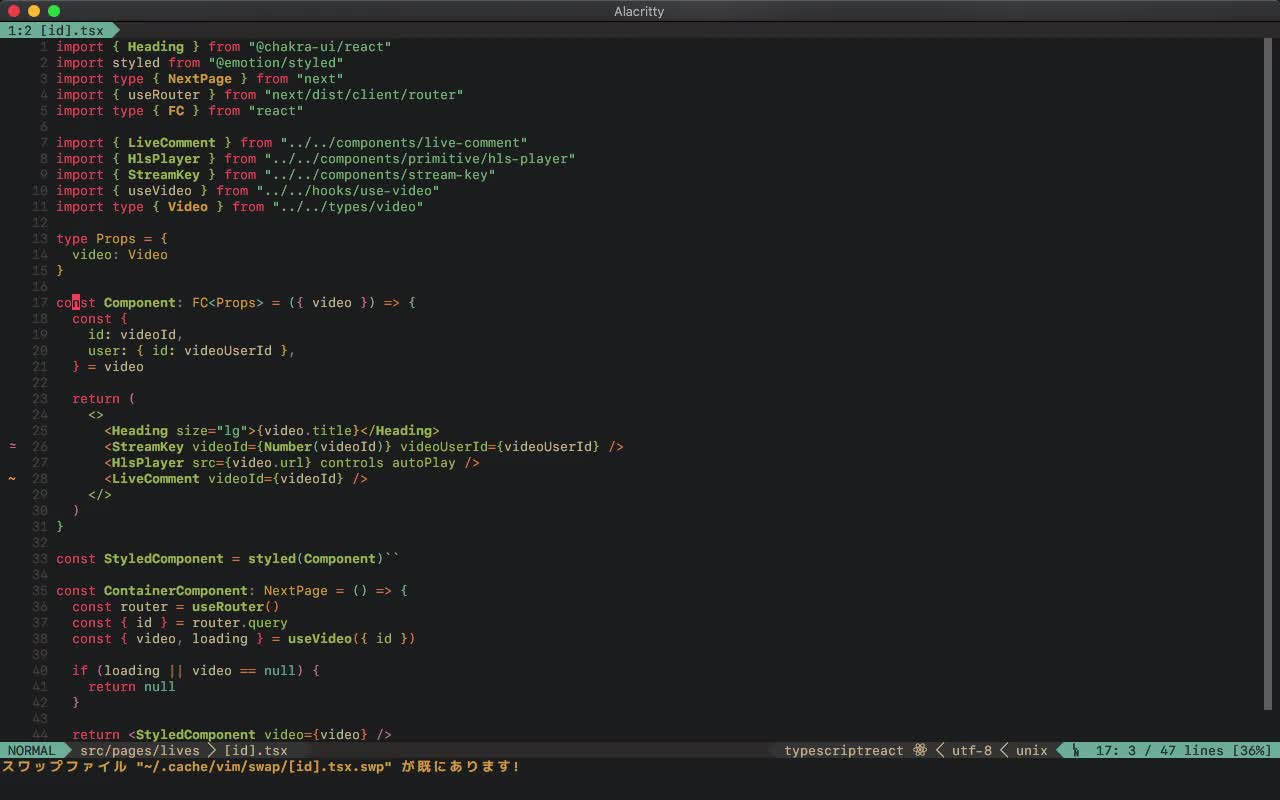 Alacritty
1:2 [id].tsx
1 import { Heading } from "@chakra-ui/react"
2 import styled from "@emotion/styled"
3 import type { NextPage } from "next"
4 import { useRouter } from "next/dist/client/router"
5 import type { FC } from "react"
6
7 import { LiveComment } from "../../components/live-comment"
8 import { HlsPlayer } from "../../components/primitive/hls-player"
9 import { StreamKey } from "../../components/stream-key"
10 import { useVideo } from "../../hooks/use-video"
11 import type { Video } from "../../types/video"
12
13 type Props = {
14   video: Video
15 }
16
17 const Component: FC<Props> = ({ video }) => {
18   const {
19     id: videoId,
20     user: { id: videoUserId },
21   } = video
22
23   return (
24     <>
25       <Heading size="lg">{video.title}</Heading>
≈ 26       <StreamKey videoId={Number(videoId)} videoUserId={videoUserId} />
27       <HlsPlayer src={video.url} controls autoPlay />
~ 28       <LiveComment videoId={videoId} />
29     </>
30   )
31 }
32
33 const StyledComponent = styled(Component)``
34
35 const ContainerComponent: NextPage = () => {
36   const router = useRouter()
37   const { id } = router.query
38   const { video, loading } = useVideo({ id })
39
40   if (loading || video == null) {
41     return null
42   }
43
44   return <StyledComponent video={video} />
NORMAL src/pages/lives [id].tsx typescriptreact utf-8 unix 17: 3 / 47 lines [36%]
スワップファイル "~/.cache/vim/swap/[id].tsx.swp" が既にあります!